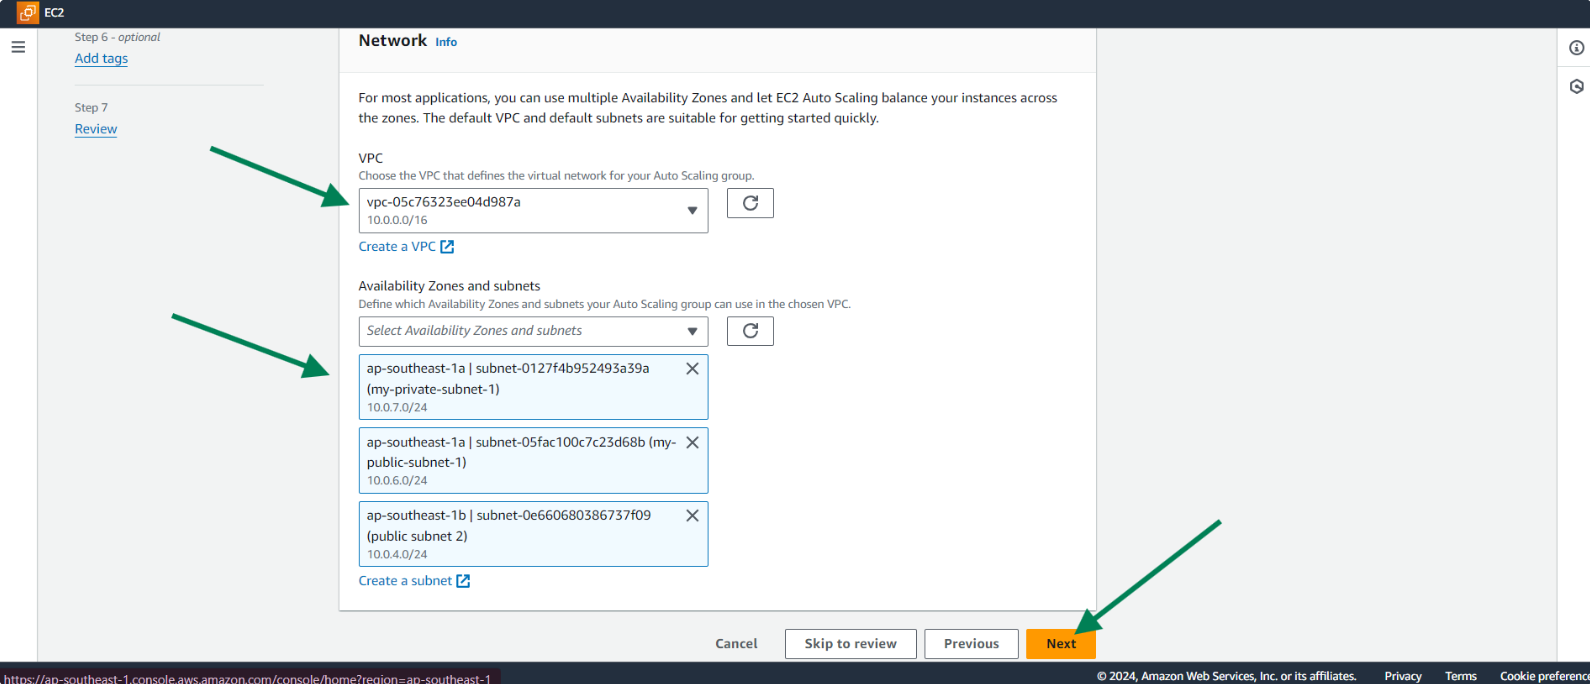 EC2
Step 6 - optional
Add tags
Step 7
Review
Network Info
For most applications, you can use multiple Availability Zones and let EC2 Auto Scaling balance your instances across
the zones. The default VPC and default subnets are suitable for getting started quickly.
VPC
Choose the VPC that defines the virtual network for your Auto Scaling group.
vpc-05c76323ee04d987a
10.0.0.0/16
Create a VPC
Availability Zones and subnets
Define which Availability Zones and subnets your Auto Scaling group can use in the chosen VPC.
Select Availability Zones and subnets
ap-southeast-1a | subnet-0127f4b952493a39a
(my-private-subnet-1)
10.0.7.0/24
ap-southeast-1a | subnet-05fac100c7c23d68b (my-
public-subnet-1)
10.0.6.0/24
ap-southeast-1b | subnet-0e660680386737f09
(public subnet 2)
10.0.4.0/24
Create a subnet
Cancel
Skip to review
Previous
Next
https://ap-southeast-1.console.aws.amazon.com/console/home?region=ap-southeast-1
© 2024, Amazon Web Services, Inc. or its affiliates.
Privacy
Terms
Cookie preference